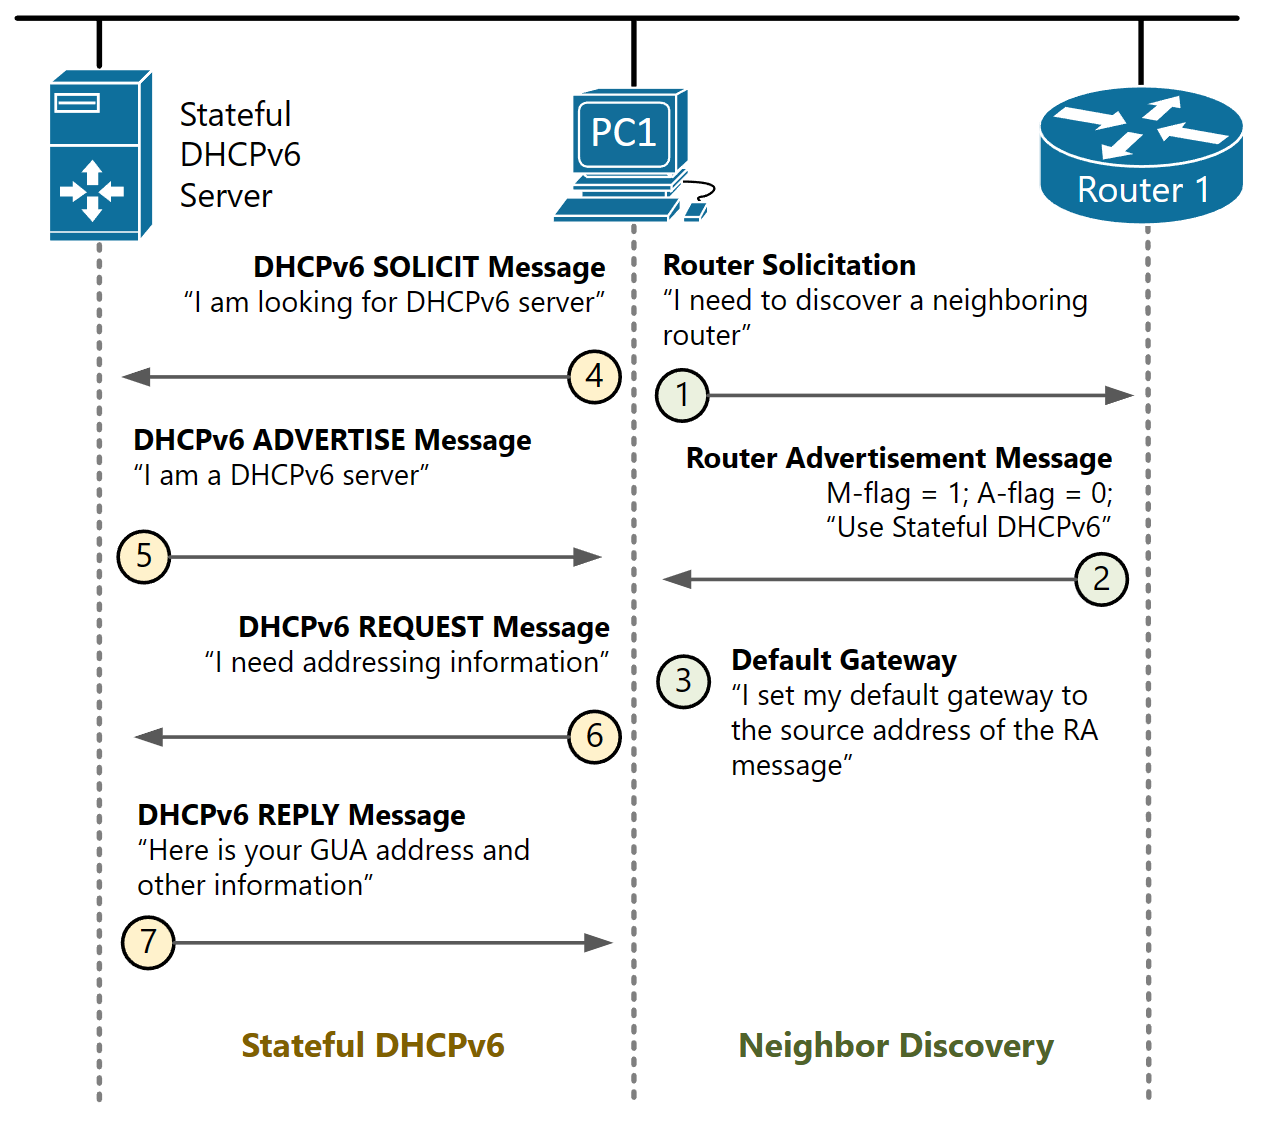 Stateful
DHCPv6
Server
PC1
Router 1
DHCPv6 SOLICIT Message
“I am looking for DHCPv6 server”
4
Router Solicitation
“I need to discover a neighboring
router”
1
DHCPv6 ADVERTISE Message
“I am a DHCPv6 server”
5
Router Advertisement Message
M-flag = 1; A-flag = 0;
“Use Stateful DHCPv6”
2
DHCPv6 REQUEST Message
“I need addressing information”
6
3
Default Gateway
“I set my default gateway to
the source address of the RA
message”
DHCPv6 REPLY Message
“Here is your GUA address and
other information”
7
Stateful DHCPv6
Neighbor Discovery